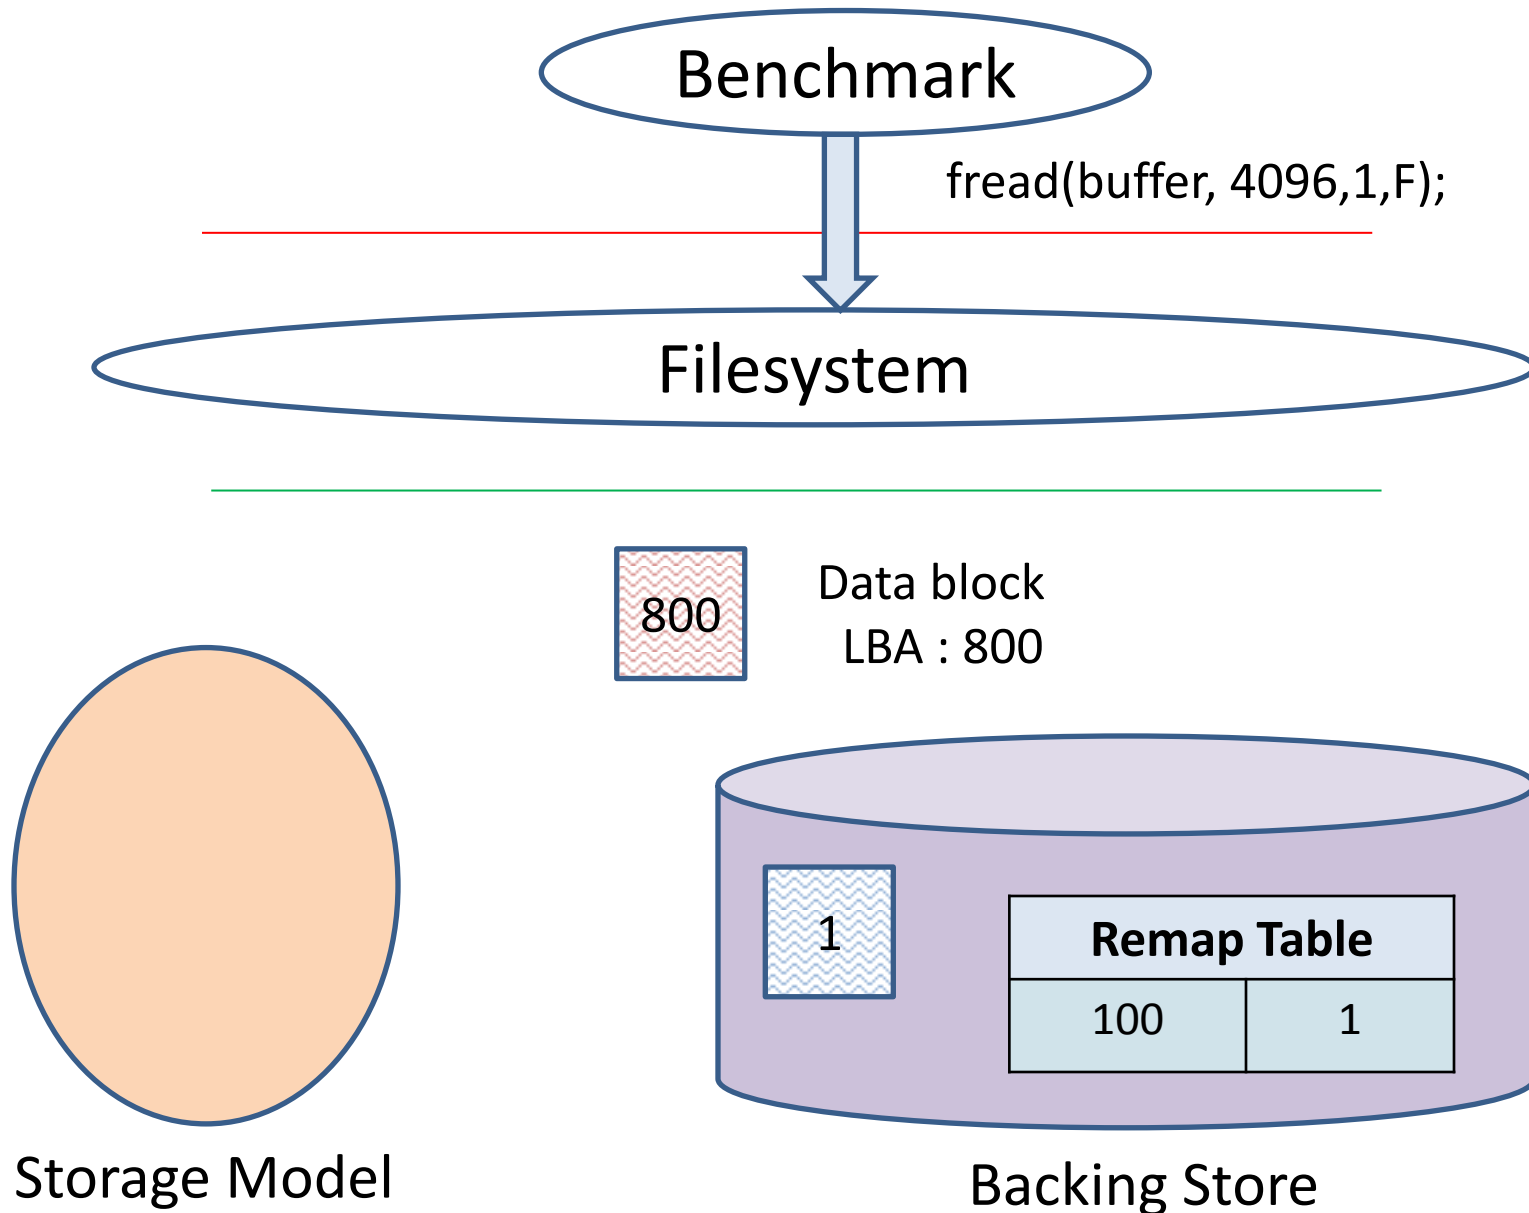 Benchmark
fread(buffer, 4096,1,F);
Filesystem
800
Data block
LBA : 800
1
Remap Table
100 1
Storage Model
Backing Store